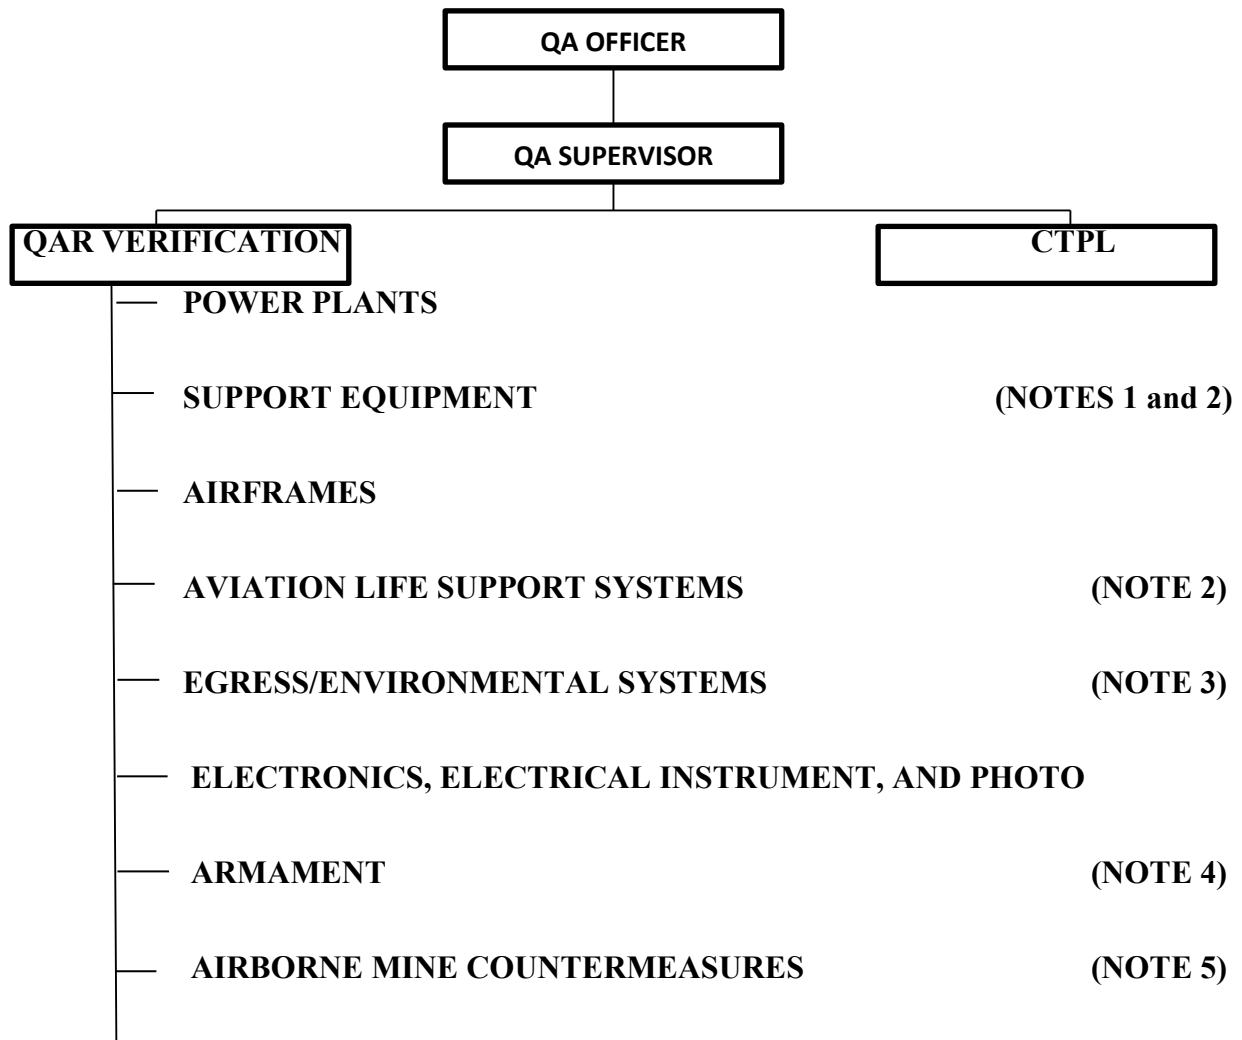 QA OFFICER
QA SUPERVISOR
QAR VERIFICATION
CTPL
POWER PLANTS
SUPPORT EQUIPMENT (NOTES 1 and 2)
AIRFRAMES
AVIATION LIFE SUPPORT SYSTEMS (NOTE 2)
EGRESS/ENVIRONMENTAL SYSTEMS (NOTE 3)
ELECTRONICS, ELECTRICAL INSTRUMENT, AND PHOTO
ARMAMENT (NOTE 4)
AIRBORNE MINE COUNTERMEASURES (NOTE 5)